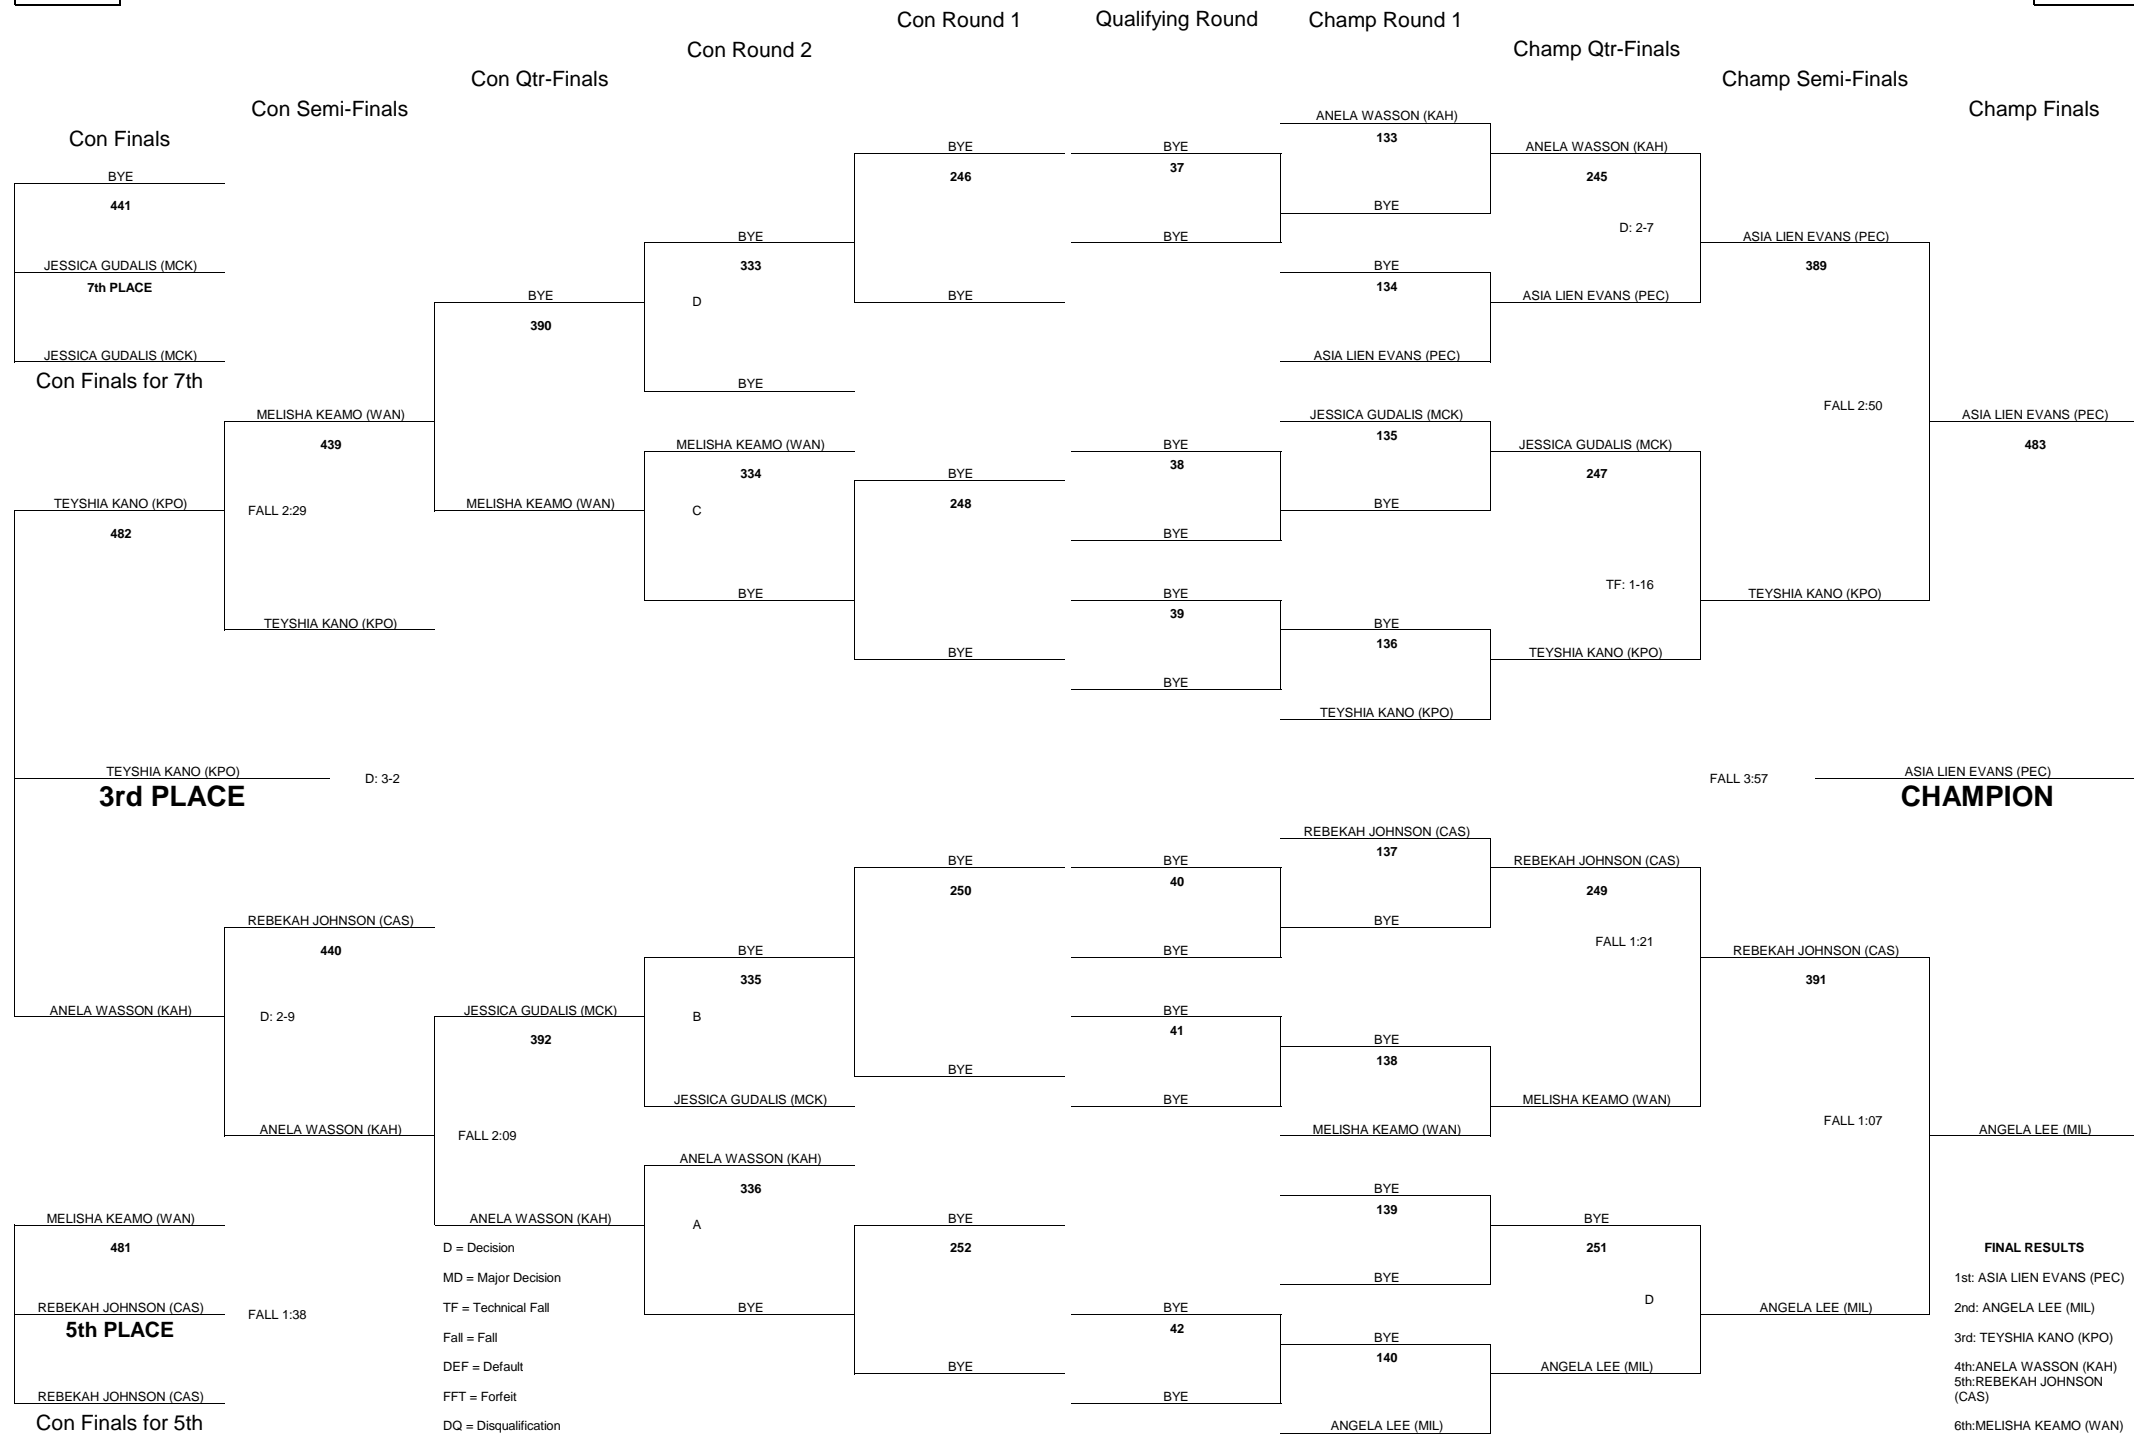 Con Round 1
Qualifying Round
Champ Round 1
Con Round 2
Champ Qtr-Finals
Con Qtr-Finals
Champ Semi-Finals
Con Semi-Finals
Champ Finals
Con Finals
BYE
441
JESSICA GUDALIS (MCK)
7th PLACE
JESSICA GUDALIS (MCK)
Con Finals for 7th
TEYSHIA KANO (KPO)
482
TEYSHIA KANO (KPO)
D: 3-2
3rd PLACE
ANELA WASSON (KAH)
MELISHA KEAMO (WAN)
481
REBEKAH JOHNSON (CAS)
FALL 1:38
5th PLACE
REBEKAH JOHNSON (CAS)
Con Finals for 5th
MELISHA KEAMO (WAN)
439
FALL 2:29
TEYSHIA KANO (KPO)
REBEKAH JOHNSON (CAS)
440
D: 2-9
ANELA WASSON (KAH)
BYE
390
MELISHA KEAMO (WAN)
JESSICA GUDALIS (MCK)
392
FALL 2:09
ANELA WASSON (KAH)
D = Decision
MD = Major Decision
TF = Technical Fall
Fall = Fall
DEF = Default
FFT = Forfeit
DQ = Disqualification
BYE
333
D
BYE
MELISHA KEAMO (WAN)
334
C
BYE
BYE
335
B
JESSICA GUDALIS (MCK)
ANELA WASSON (KAH)
336
A
BYE
BYE
246
BYE
BYE
248
BYE
BYE
250
BYE
BYE
252
BYE
BYE
37
BYE
BYE
38
BYE
BYE
39
BYE
BYE
40
BYE
BYE
41
BYE
BYE
42
BYE
ANELA WASSON (KAH)
133
BYE
BYE
134
ASIA LIEN EVANS (PEC)
JESSICA GUDALIS (MCK)
135
BYE
BYE
136
TEYSHIA KANO (KPO)
REBEKAH JOHNSON (CAS)
137
BYE
BYE
138
MELISHA KEAMO (WAN)
BYE
139
BYE
BYE
140
ANGELA LEE (MIL)
ANELA WASSON (KAH)
245
D: 2-7
ASIA LIEN EVANS (PEC)
JESSICA GUDALIS (MCK)
247
TF: 1-16
TEYSHIA KANO (KPO)
REBEKAH JOHNSON (CAS)
249
FALL 1:21
MELISHA KEAMO (WAN)
BYE
251
D
ANGELA LEE (MIL)
ASIA LIEN EVANS (PEC)
389
FALL 2:50
TEYSHIA KANO (KPO)
REBEKAH JOHNSON (CAS)
391
FALL 1:07
ANGELA LEE (MIL)
ASIA LIEN EVANS (PEC)
483
FALL 3:57
ASIA LIEN EVANS (PEC)
CHAMPION
ANGELA LEE (MIL)
FINAL RESULTS
1st: ASIA LIEN EVANS (PEC)
2nd: ANGELA LEE (MIL)
3rd: TEYSHIA KANO (KPO)
4th:ANELA WASSON (KAH)
5th:REBEKAH JOHNSON
(CAS)
6th:MELISHA KEAMO (WAN)